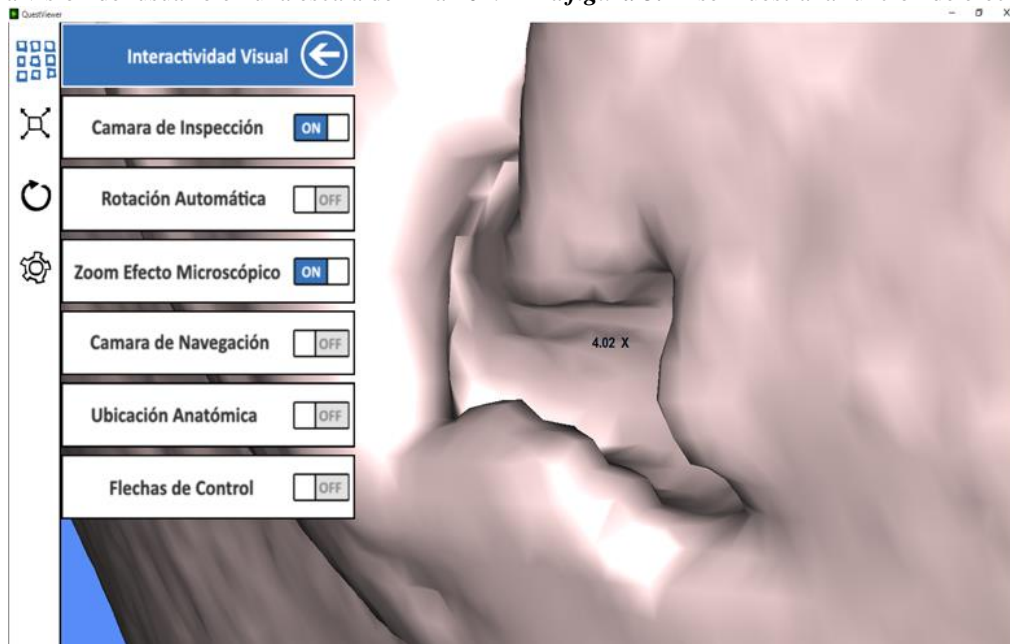 QuestViewer
Interactividad Visual
Camara de Inspección ON
Rotación Automática OFF
Zoom Efecto Microscópico ON
Camara de Navegación OFF
Ubicación Anatómica OFF
Flechas de Control OFF
4.02 X